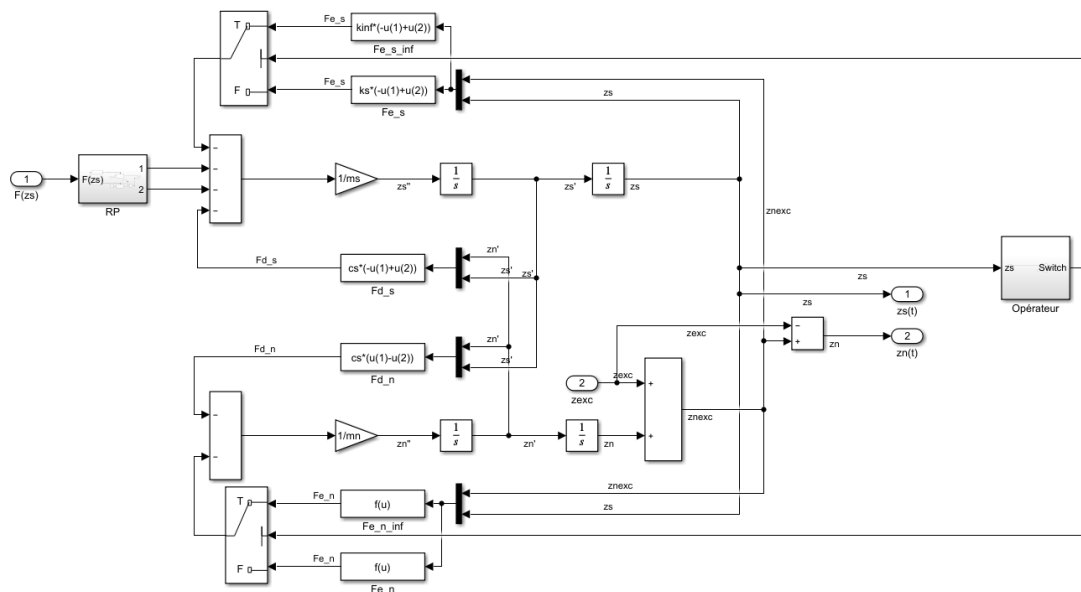 Fe_s
kinf*(-u(1)+u(2))
Fe_s_inf
T
F
Fe_s
ks*(-u(1)+u(2))
Fe_s
zs
1
F(zs)
F(zs)
1
2
RP
−
−
−
−
1/ms
zs''
1
s
zs'
1
s
zs
znexc
Fd_s
cs*(-u(1)+u(2))
Fd_s
zn'
zs'
zs'
zs
zs
Switch
Opérateur
zs
1
zs(t)
Fd_n
cs*(u(1)-u(2))
Fd_n
zn'
zs'
zexc
−
+
zn
2
zn(t)
2
zexc
zexc
+
+
znexc
−
−
1/mn
zn''
1
s
zn'
1
s
zn
T
F
Fe_n
f(u)
Fe_n_inf
znexc
zs
Fe_n
f(u)
Fe_n